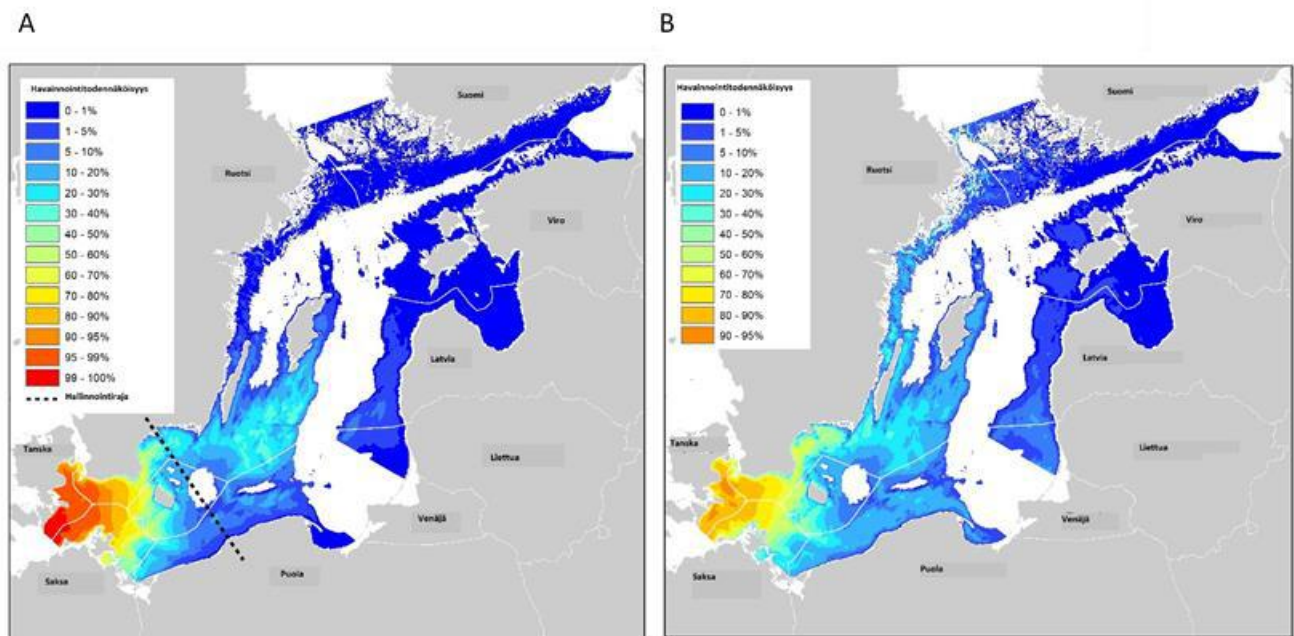 A
B
Havainnointitodennäköisyys
0 - 1%
1 - 5%
5 - 10%
10 - 20%
20 - 30%
30 - 40%
40 - 50%
50 - 60%
60 - 70%
70 - 80%
80 - 90%
90 - 95%
95 - 99%
99 - 100%
Hallinnointiraja
Suomi
Ruotsi
Viro
Latvia
Tanska
Liettua
Venäjä
Saksa
Puola
Havainnointitodennäköisyys
0 - 1%
1 - 5%
5 - 10%
10 - 20%
20 - 30%
30 - 40%
40 - 50%
50 - 60%
60 - 70%
70 - 80%
80 - 90%
90 - 95%
Suomi
Ruotsi
Viro
Latvia
Tanska
Liettua
Venäjä
Saksa
Puola